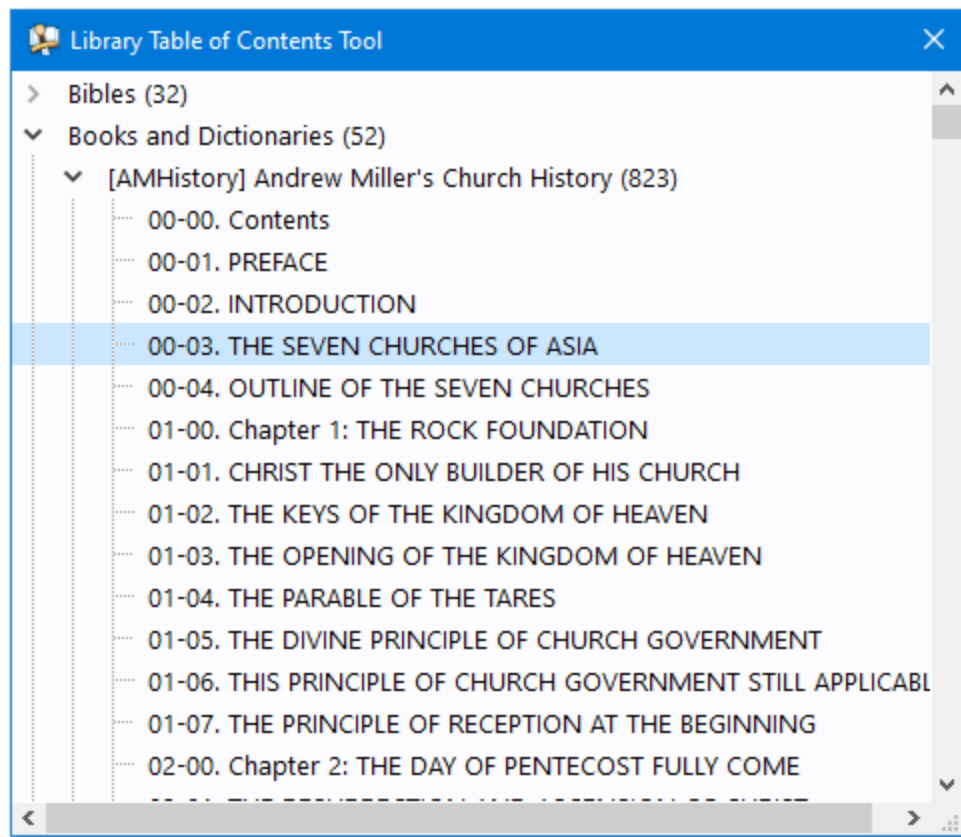 Library Table of Contents Tool
Bibles (32)
Books and Dictionaries (52)
[AMHistory] Andrew Miller's Church History (823)
00-00. Contents
00-01. PREFACE
00-02. INTRODUCTION
00-03. THE SEVEN CHURCHES OF ASIA
00-04. OUTLINE OF THE SEVEN CHURCHES
01-00. Chapter 1: THE ROCK FOUNDATION
01-01. CHRIST THE ONLY BUILDER OF HIS CHURCH
01-02. THE KEYS OF THE KINGDOM OF HEAVEN
01-03. THE OPENING OF THE KINGDOM OF HEAVEN
01-04. THE PARABLE OF THE TARES
01-05. THE DIVINE PRINCIPLE OF CHURCH GOVERNMENT
01-06. THIS PRINCIPLE OF CHURCH GOVERNMENT STILL APPLICABL
01-07. THE PRINCIPLE OF RECEPTION AT THE BEGINNING
02-00. Chapter 2: THE DAY OF PENTECOST FULLY COME